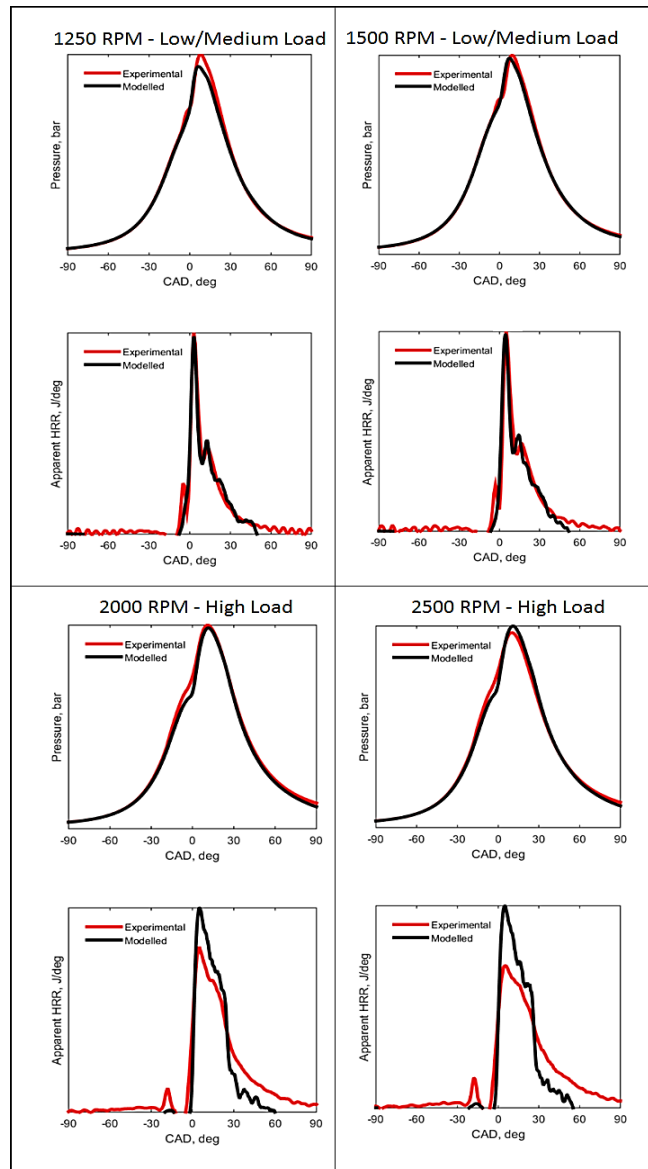 1250 RPM - Low/Medium Load
Experimental
Modelled
Pressure, bar
-90 -60 -30 0 30 60 90
CAD, deg
Experimental
Modelled
Apparent HRR, J/deg
-90 -60 -30 0 30 60 90
CAD, deg
1500 RPM - Low/Medium Load
Experimental
Modelled
Pressure, bar
-90 -60 -30 0 30 60 90
CAD, deg
Experimental
Modelled
Apparent HRR, J/deg
-90 -60 -30 0 30 60 90
CAD, deg
2000 RPM - High Load
Experimental
Modelled
Pressure, bar
-90 -60 -30 0 30 60 90
CAD, deg
Experimental
Modelled
Apparent HRR, J/deg
-90 -60 -30 0 30 60 90
CAD, deg
2500 RPM - High Load
Experimental
Modelled
Pressure, bar
-90 -60 -30 0 30 60 90
CAD, deg
Experimental
Modelled
Apparent HRR, J/deg
-90 -60 -30 0 30 60 90
CAD, deg